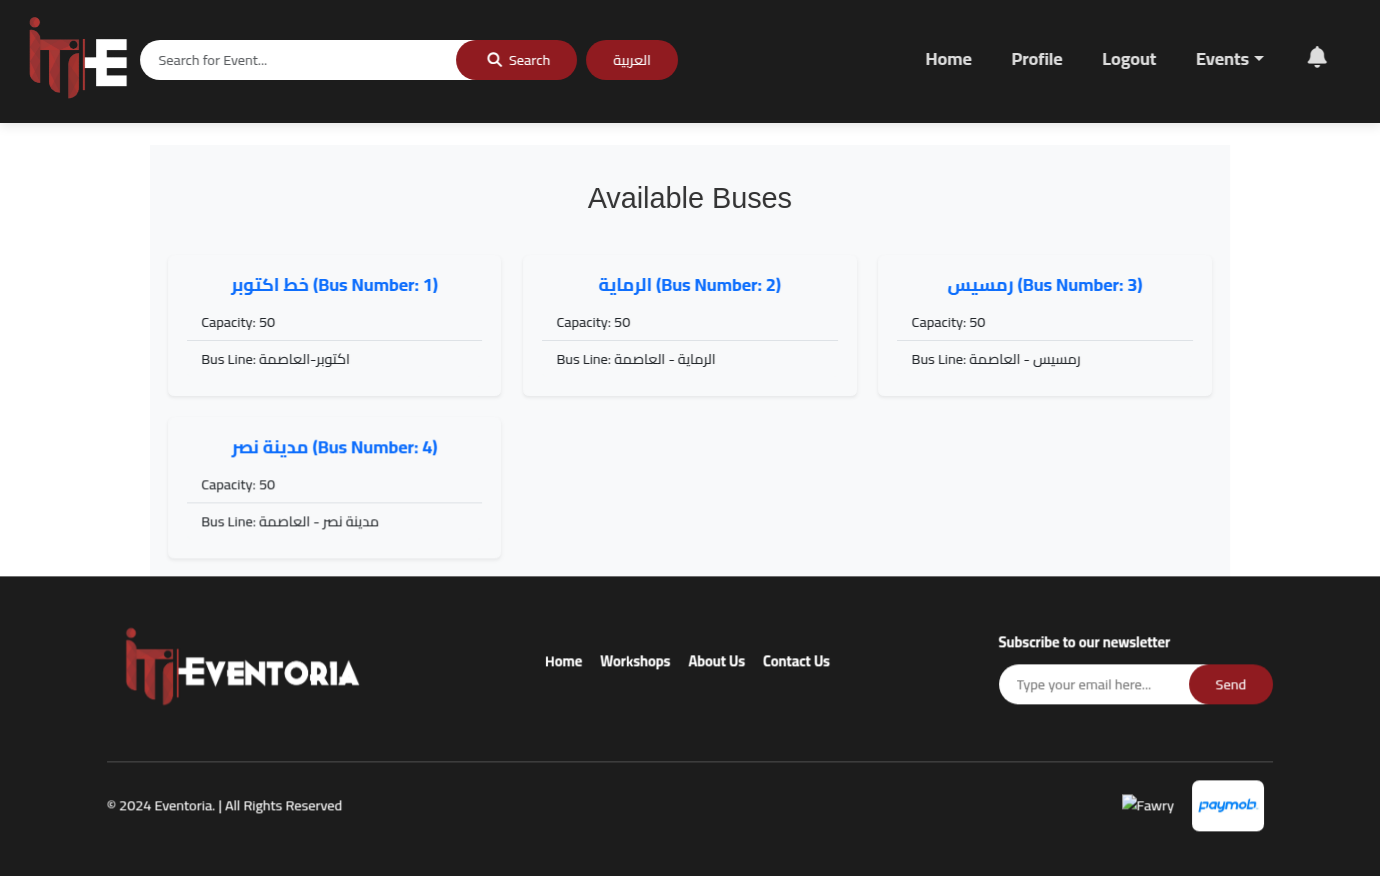 iTi E
Search for Event...
Search
العربية
Home
Profile
Logout
Events
Available Buses
خط اكتوبر (Bus Number: 1)
Capacity: 50
Bus Line: اكتوبر-العاصمة
الرماية (Bus Number: 2)
Capacity: 50
Bus Line: الرماية - العاصمة
رمسيس (Bus Number: 3)
Capacity: 50
Bus Line: رمسيس - العاصمة
مدينة نصر (Bus Number: 4)
Capacity: 50
Bus Line: مدينة نصر - العاصمة
iTi EVENTORIA
Home
Workshops
About Us
Contact Us
Subscribe to our newsletter
Type your email here...
Send
© 2024 Eventoria. | All Rights Reserved
Fawry
paymob